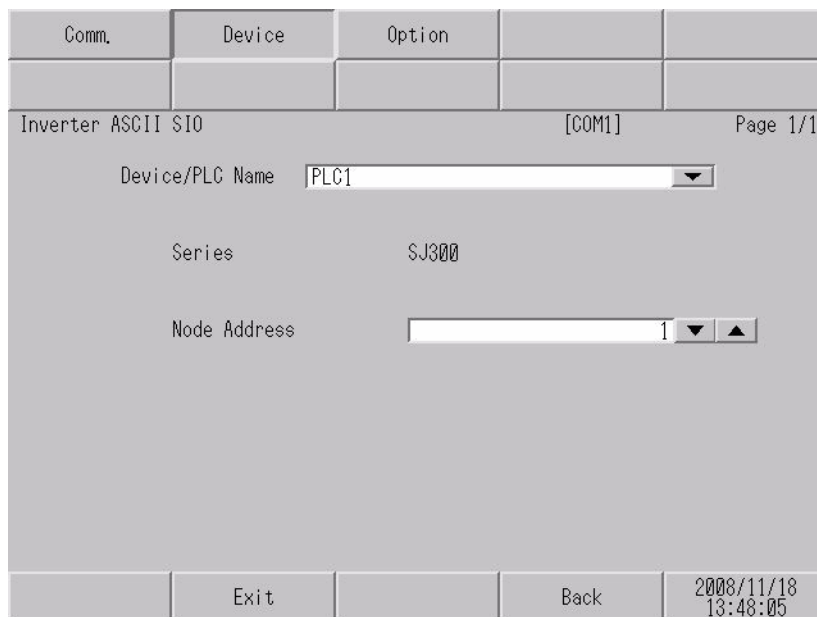 Comm. Device Option
Inverter ASCII SIO [COM1] Page 1/1
Device/PLC Name PLC1
Series SJ300
Node Address 1
Exit Back 2008/11/18
13:48:05